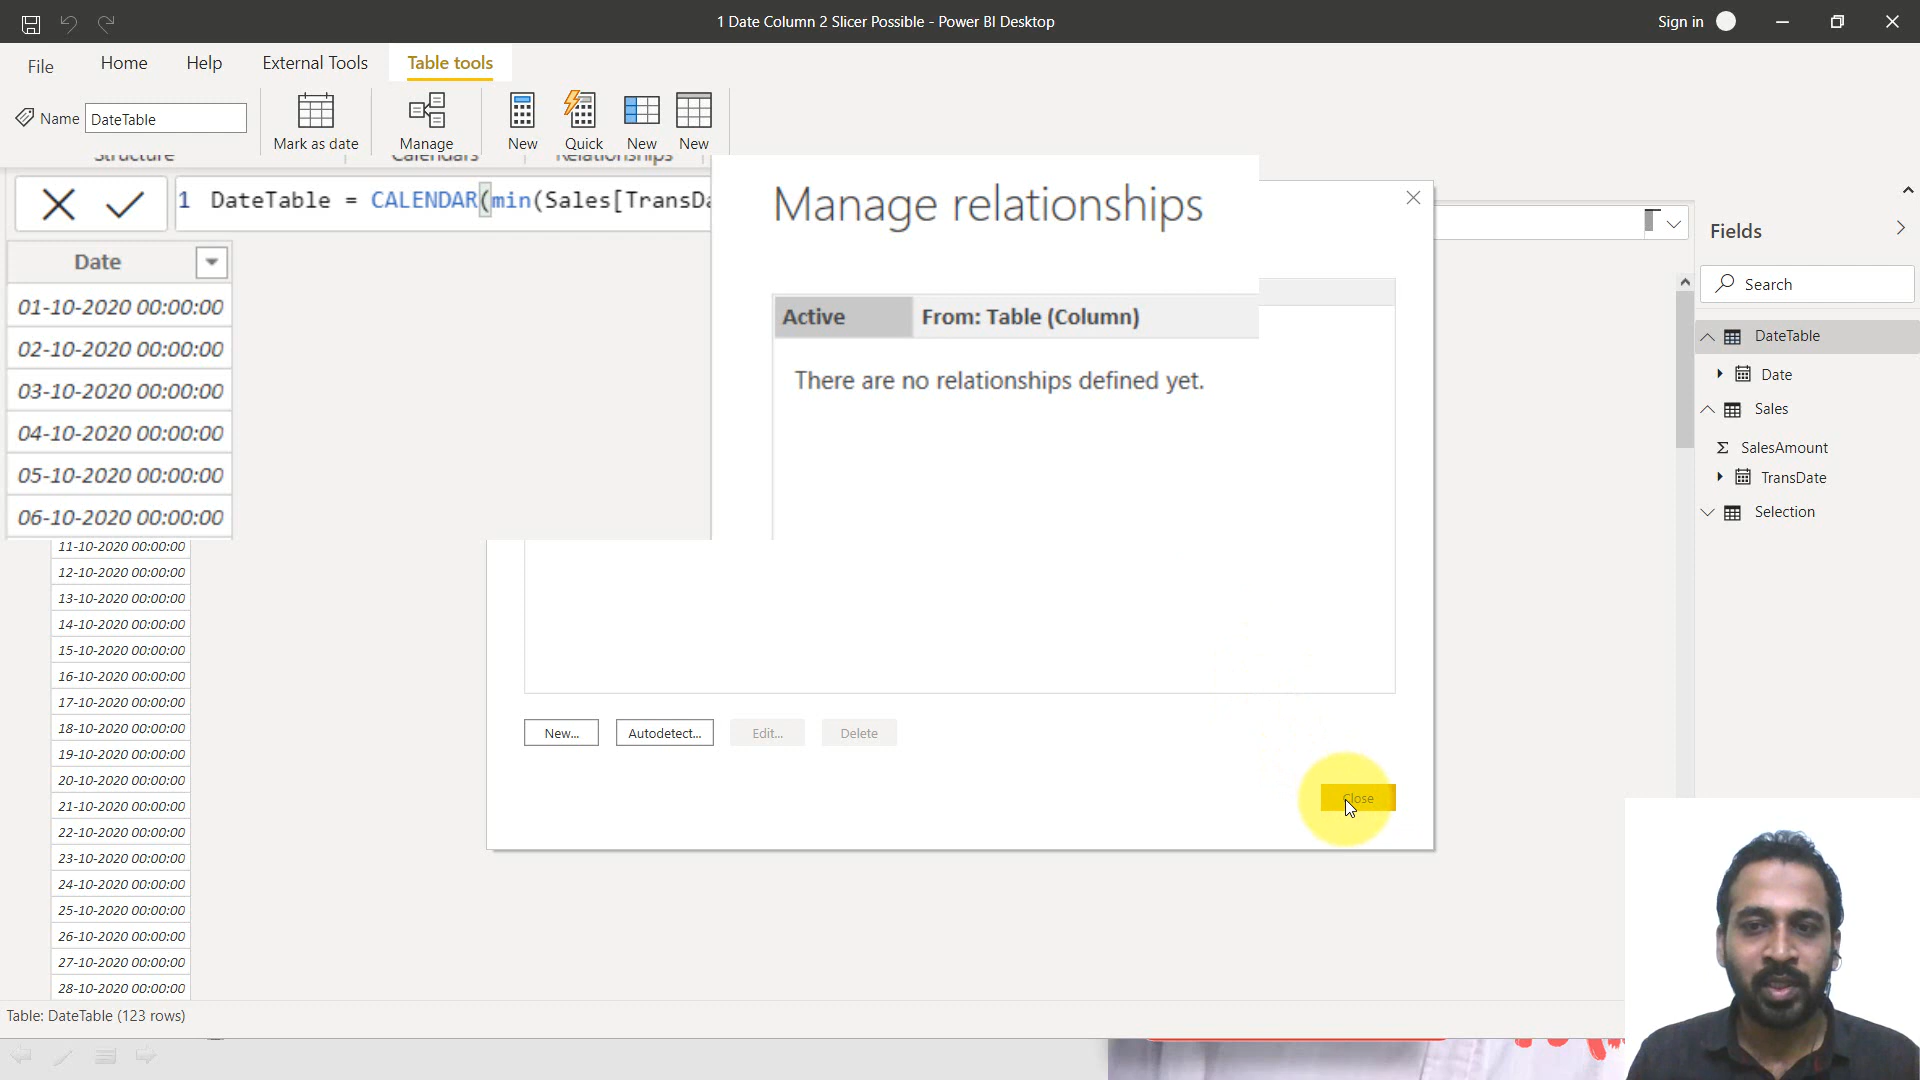 1 Date Column 2 Slicer Possible - Power BI Desktop
Sign in
File
Home
Help
External Tools
Table tools
Name
DateTable
Mark as date
Manage
New
Quick
New
New
Structure
Calendars
Relationships
1 DateTable = CALENDAR(min(Sales[TransDa
Date
01-10-2020 00:00:00
02-10-2020 00:00:00
03-10-2020 00:00:00
04-10-2020 00:00:00
05-10-2020 00:00:00
06-10-2020 00:00:00
11-10-2020 00:00:00
12-10-2020 00:00:00
13-10-2020 00:00:00
14-10-2020 00:00:00
15-10-2020 00:00:00
16-10-2020 00:00:00
17-10-2020 00:00:00
18-10-2020 00:00:00
19-10-2020 00:00:00
20-10-2020 00:00:00
21-10-2020 00:00:00
22-10-2020 00:00:00
23-10-2020 00:00:00
24-10-2020 00:00:00
25-10-2020 00:00:00
26-10-2020 00:00:00
27-10-2020 00:00:00
28-10-2020 00:00:00
Table: DateTable (123 rows)
Manage relationships
Active
From: Table (Column)
There are no relationships defined yet.
New...
Autodetect...
Edit...
Delete
Close
Fields
Search
DateTable
Date
Sales
Σ SalesAmount
TransDate
Selection